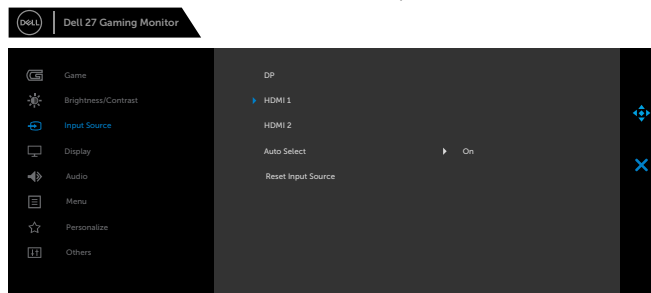 DELL
Dell 27 Gaming Monitor
Game
DP
Brightness/Contrast
HDMI 1
Input Source
HDMI 2
Display
Auto Select
On
Audio
Reset Input Source
Menu
Personalize
Others